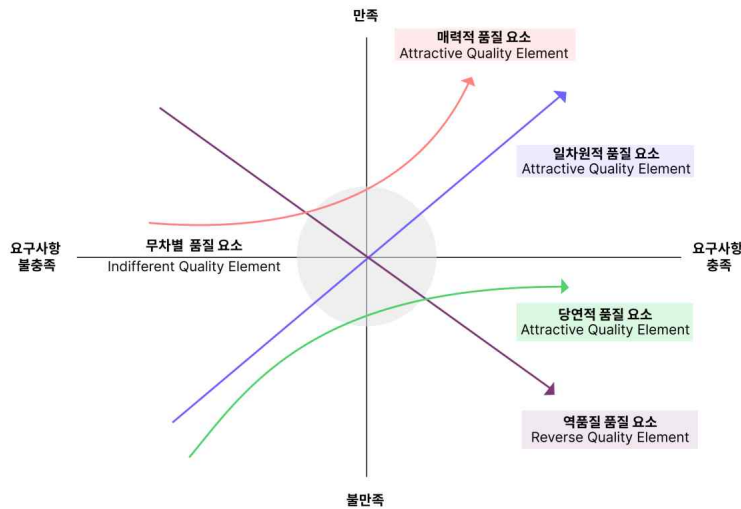 만족
매력적 품질 요소
Attractive Quality Element
일차원적 품질 요소
Attractive Quality Element
요구사항
불충족
무차별 품질 요소
Indifferent Quality Element
요구사항
충족
당연적 품질 요소
Attractive Quality Element
역품질 품질 요소
Reverse Quality Element
불만족